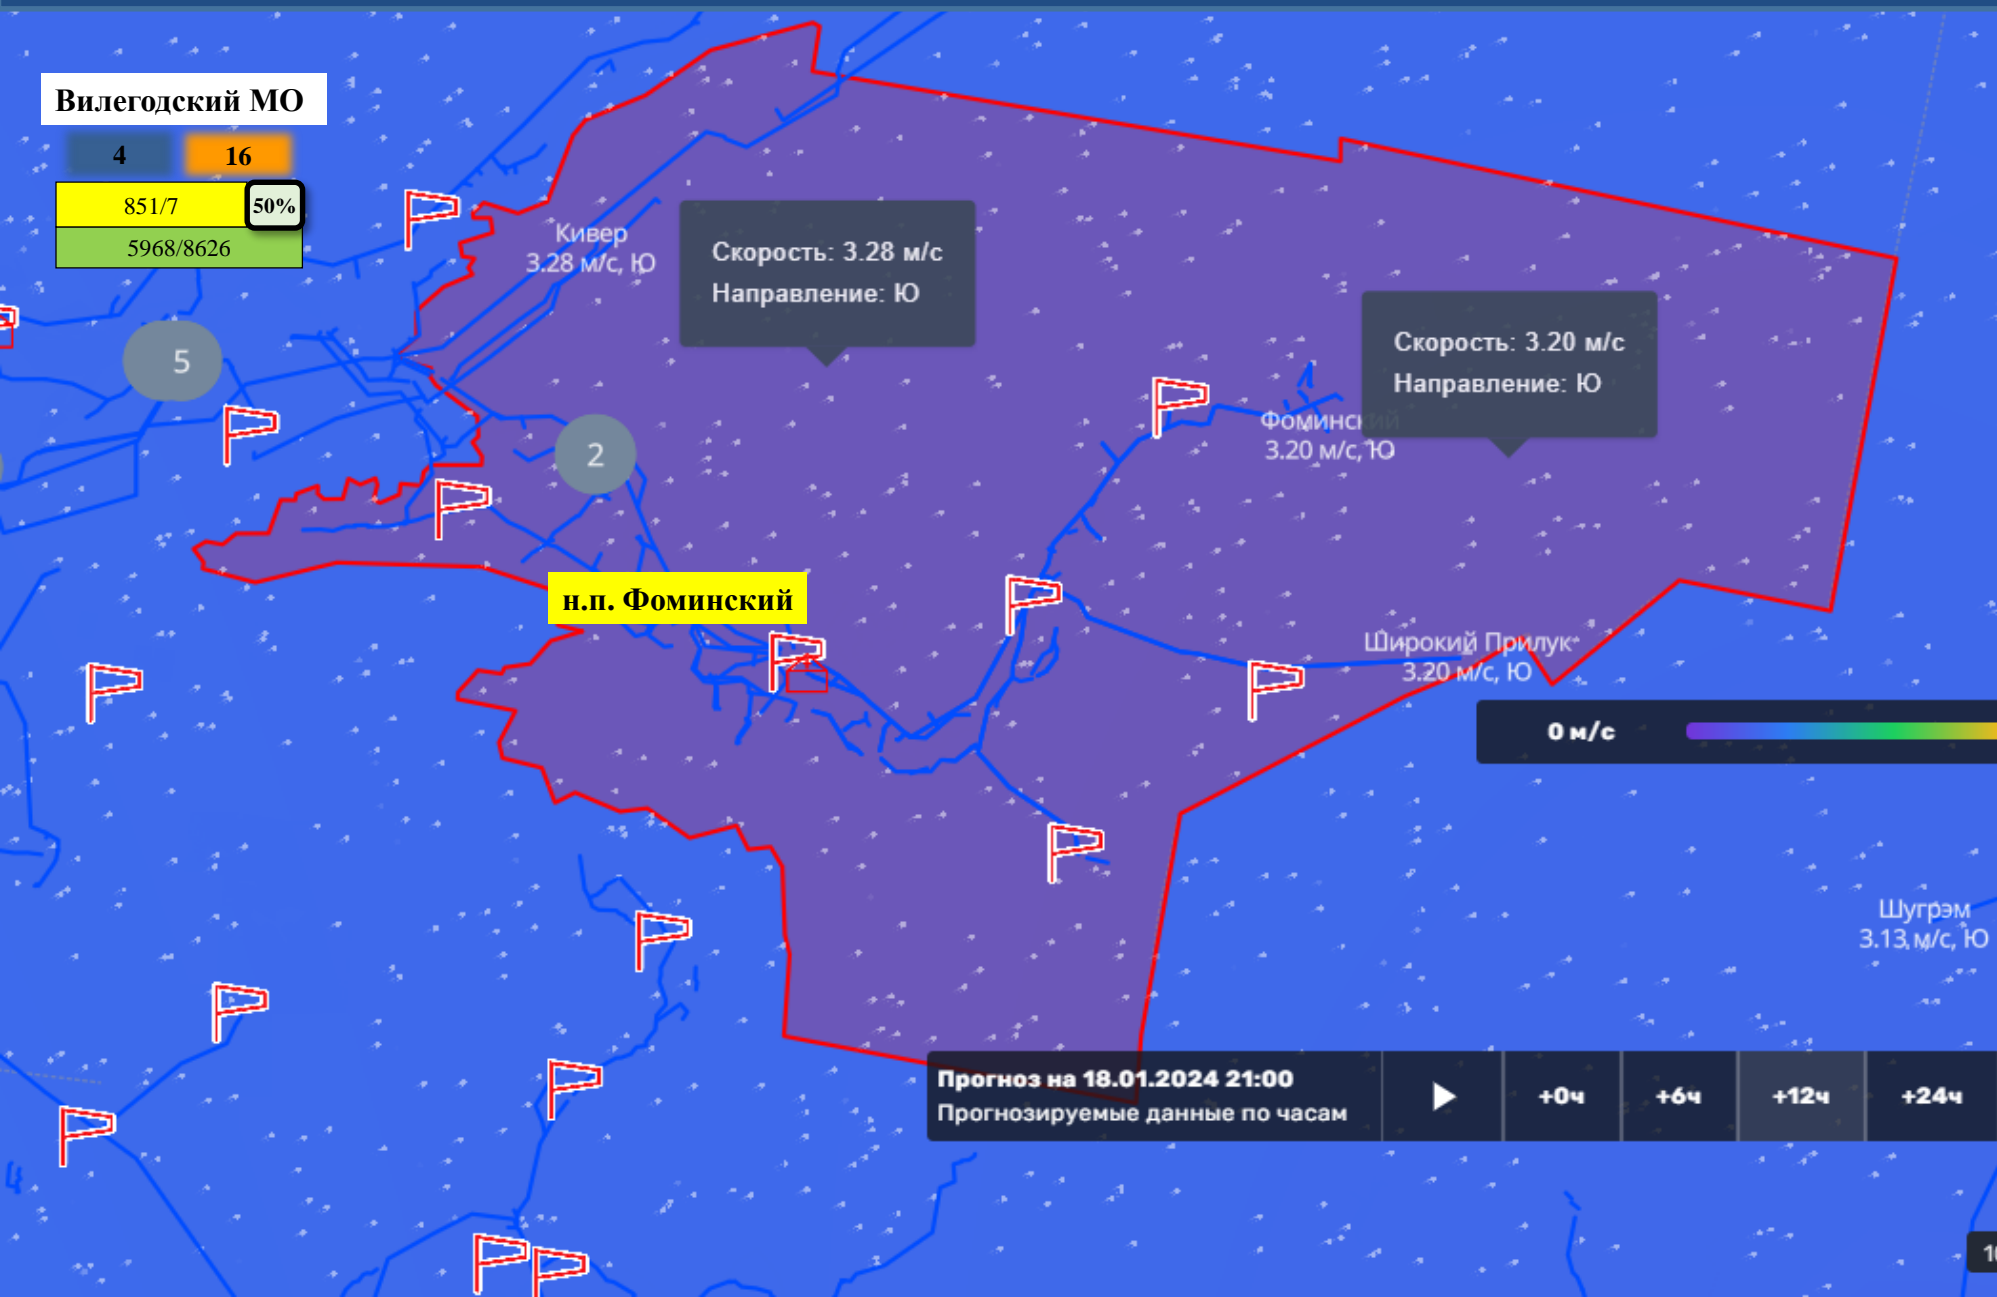 Вилегодский МО
4 16
851/7 50%
5968/8626
5
Кивер
3.28 м/с, Ю
Скорость: 3.28 м/с
Направление: Ю
Скорость: 3.20 м/с
Направление: Ю
Фоминский
3.20 м/с, Ю
2
н.п. Фоминский
Широкий Прилук
3.20 м/с, Ю
0 м/с
Шугрэм
3.13 м/с, Ю
Прогноз на 18.01.2024 21:00
Прогнозируемые данные по часам
+0ч +6ч +12ч +24ч